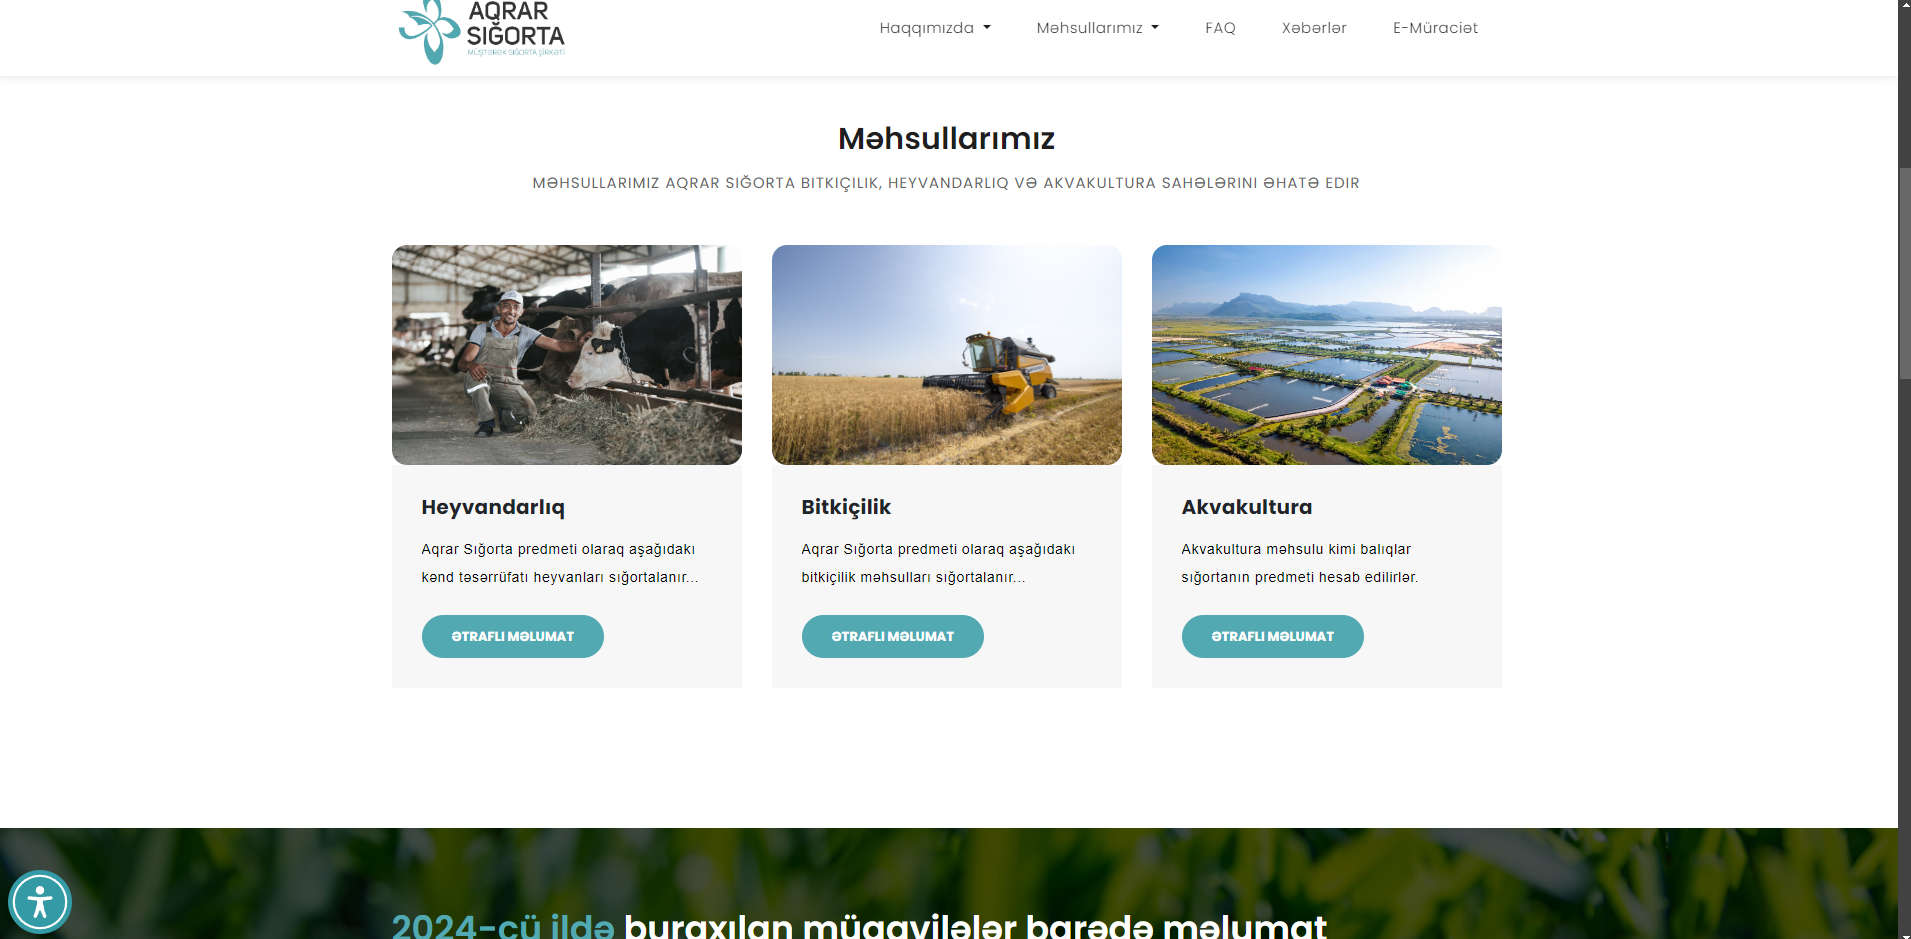 AQRAR
SIĞORTA
MÜŞTƏRƏK SIĞORTA ŞİRKƏTİ
Haqqımızda
Məhsullarımız
FAQ
Xəbərlər
E-Müraciət
Məhsullarımız
MƏHSULLARIMIZ AQRAR SIĞORTA BITKIÇILIK, HEYVANDARLIQ VƏ AKVAKULTURA SAHƏLƏRINI ƏHATƏ EDIR
Heyvandarlıq
Aqrar Sığorta predmeti olaraq aşağıdakı
kənd təsərrüfatı heyvanları sığortalanır...
ƏTRAFLI MƏLUMAT
Bitkiçilik
Aqrar Sığorta predmeti olaraq aşağıdakı
bitkiçilik məhsulları sığortalanır...
ƏTRAFLI MƏLUMAT
Akvakultura
Akvakultura məhsulu kimi balıqlar
sığortanın predmeti hesab edilirlər.
ƏTRAFLI MƏLUMAT
2024-cü ildə buraxılan müqavilələr barədə məlumat